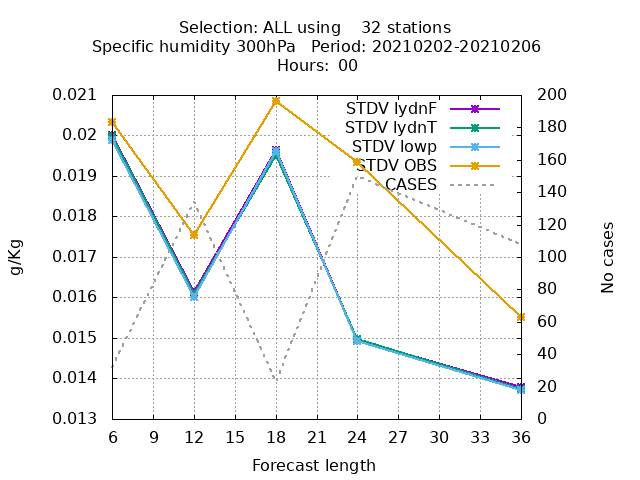 Selection: ALL using    32 stations
Specific humidity 300hPa   Period: 20210202-20210206
Hours:  00
STDV lydnF
STDV lydnT
STDV lowp
STDV OBS
CASES
g/Kg
0.021
0.02
0.019
0.018
0.017
0.016
0.015
0.014
0.013
200
180
160
140
120
100
80
60
40
20
0
No cases
6 9 12 15 18 21 24 27 30 33 36
Forecast length